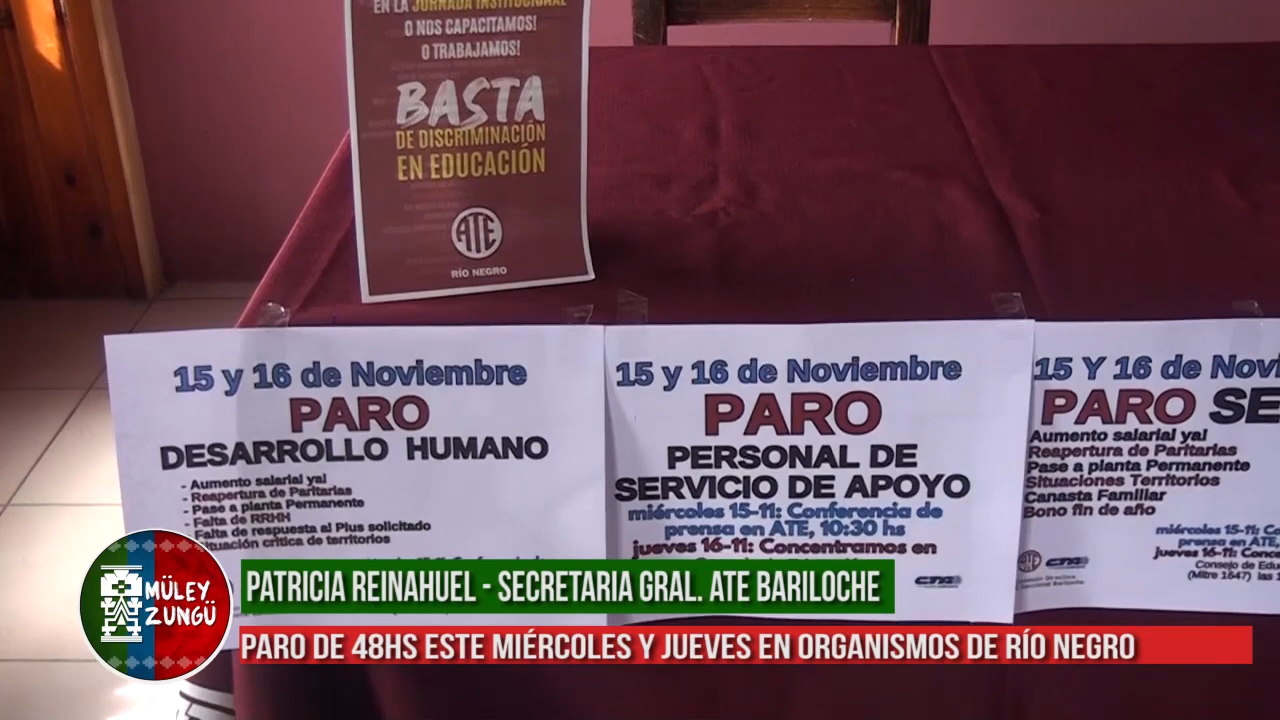 EN LA JORNADA INSTITUCIONAL
O NOS CAPACITAMOS!
O TRABAJAMOS!
BASTA
DE DISCRIMINACIÓN
EN EDUCACIÓN
ATE
RÍO NEGRO
15 y 16 de Noviembre
PARO
DESARROLLO HUMANO
- Aumento salarial ya!
- Reapertura de Paritarias
- Pase a planta Permanente
- Falta de RRHH
- Falta de respuesta al Plus solicitado
- Situación crítica de territorios
15 y 16 de Noviembre
PARO
PERSONAL DE
SERVICIO DE APOYO
miércoles 15-11: Conferencia de
prensa en ATE, 10:30 hs
jueves 16-11: Concentramos en
CTA
15 Y 16 de Novi
PARO SE
Aumento salarial ya!
Reapertura de Paritarias
Pase a planta Permanente
Situaciones Territorios
Canasta Familiar
Bono fin de año
miércoles 15-11: Con
prensa en ATE,
jueves 16-11: Conce
Consejo de Edu
(Mitre 1647) las 1
ATE CTA
MÜLEY
ZUNGÜ
PATRICIA REINAHUEL - SECRETARIA GRAL. ATE BARILOCHE
PARO DE 48HS ESTE MIÉRCOLES Y JUEVES EN ORGANISMOS DE RÍO NEGRO